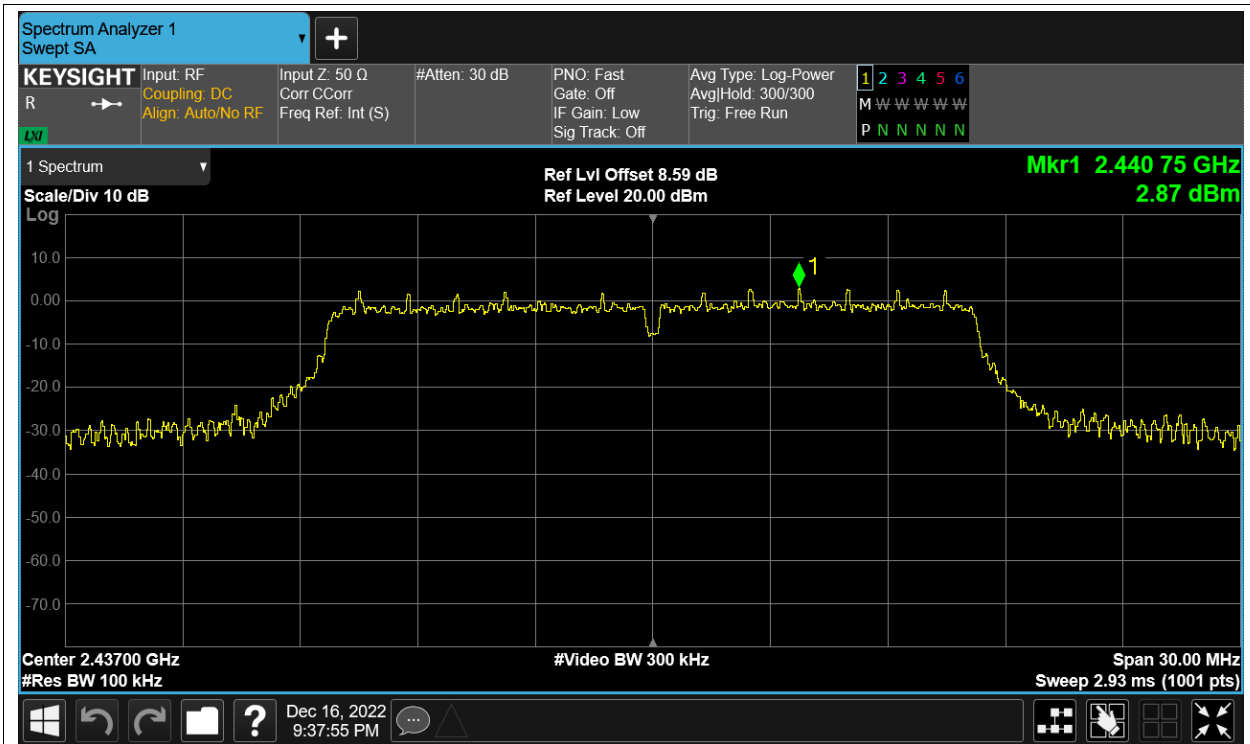 Spectrum Analyzer 1
Swept SA
KEYSIGHT
R
LXI
Input: RF
Coupling: DC
Align: Auto/No RF
Input Z: 50 Ω
Corr CCorr
Freq Ref: Int (S)
#Atten: 30 dB
PNO: Fast
Gate: Off
IF Gain: Low
Sig Track: Off
Avg Type: Log-Power
Avg|Hold: 300/300
Trig: Free Run
1 2 3 4 5 6
M W W W W W
P N N N N N
1 Spectrum
Scale/Div 10 dB
Log
Ref Lvl Offset 8.59 dB
Ref Level 20.00 dBm
Mkr1 2.440 75 GHz
2.87 dBm
10.0
0.00
-10.0
-20.0
-30.0
-40.0
-50.0
-60.0
-70.0
1
Center 2.43700 GHz
#Res BW 100 kHz
#Video BW 300 kHz
Span 30.00 MHz
Sweep 2.93 ms (1001 pts)
?
Dec 16, 2022
9:37:55 PM